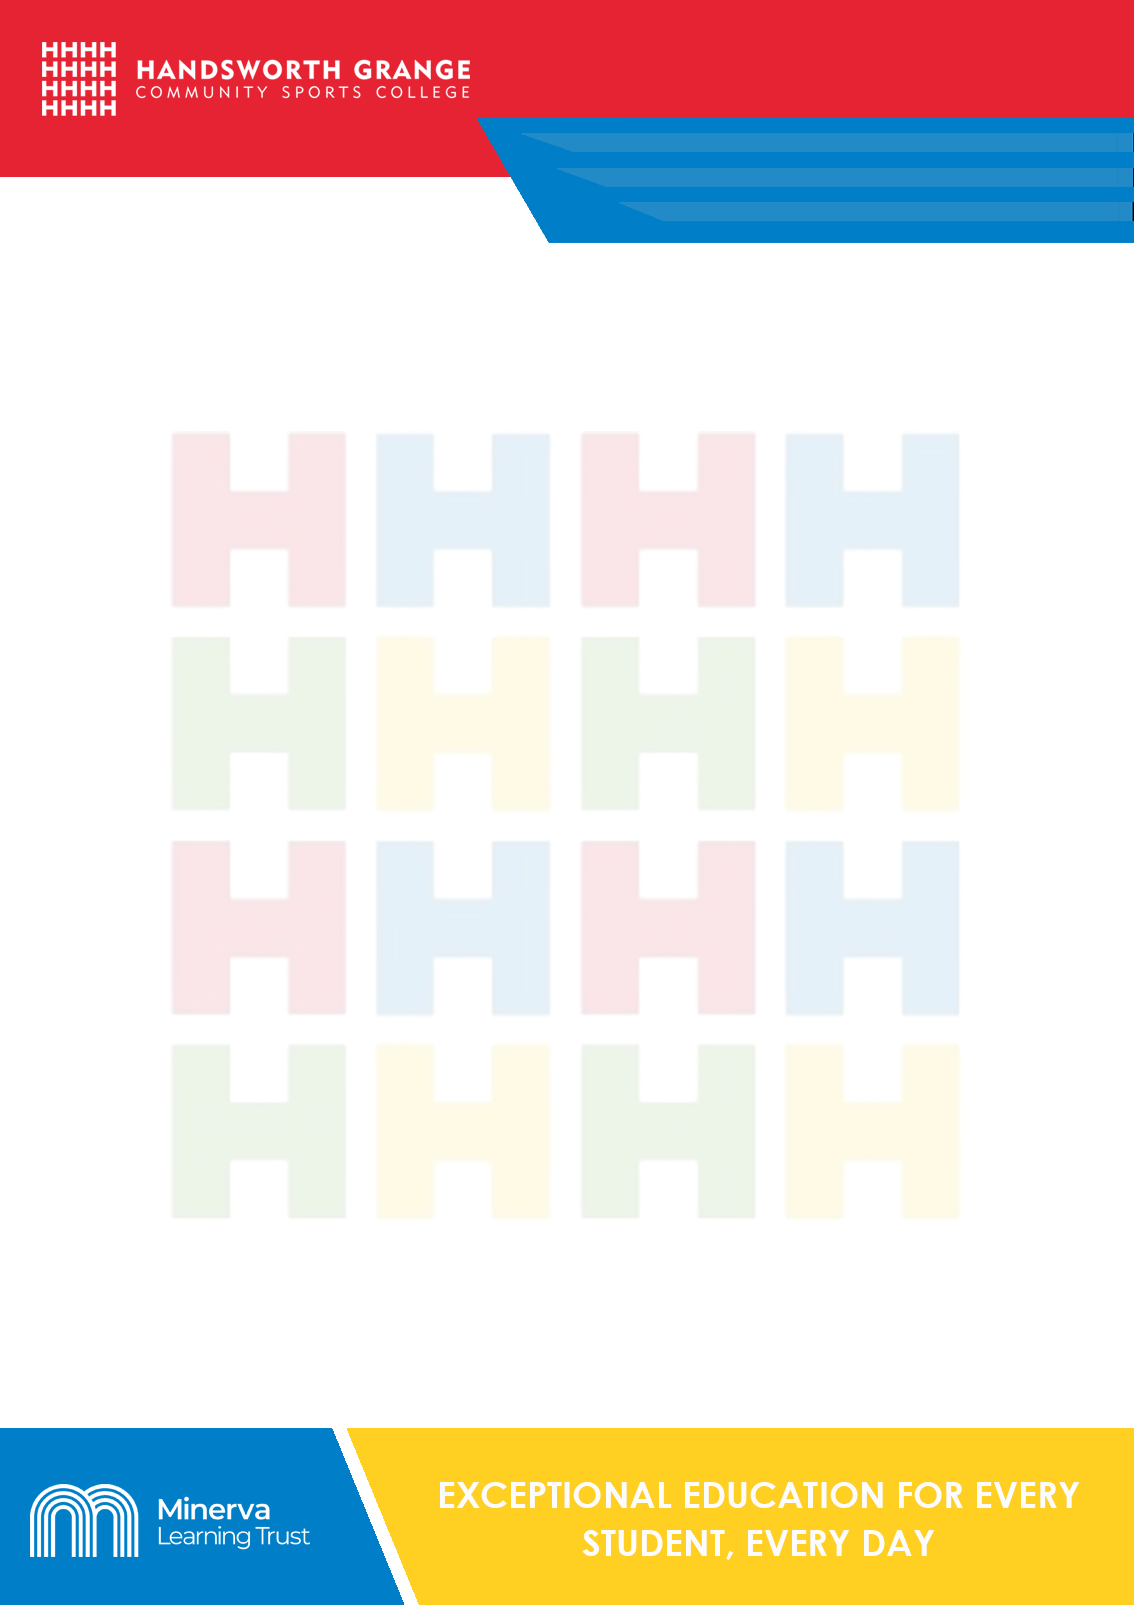 HHHH
HHHH
HHHH
HHHH
HANDSWORTH GRANGE
COMMUNITY SPORTS COLLEGE
H H H H
H H H H
H H H H
H H H H
Minerva
Learning Trust
EXCEPTIONAL EDUCATION FOR EVERY
STUDENT, EVERY DAY